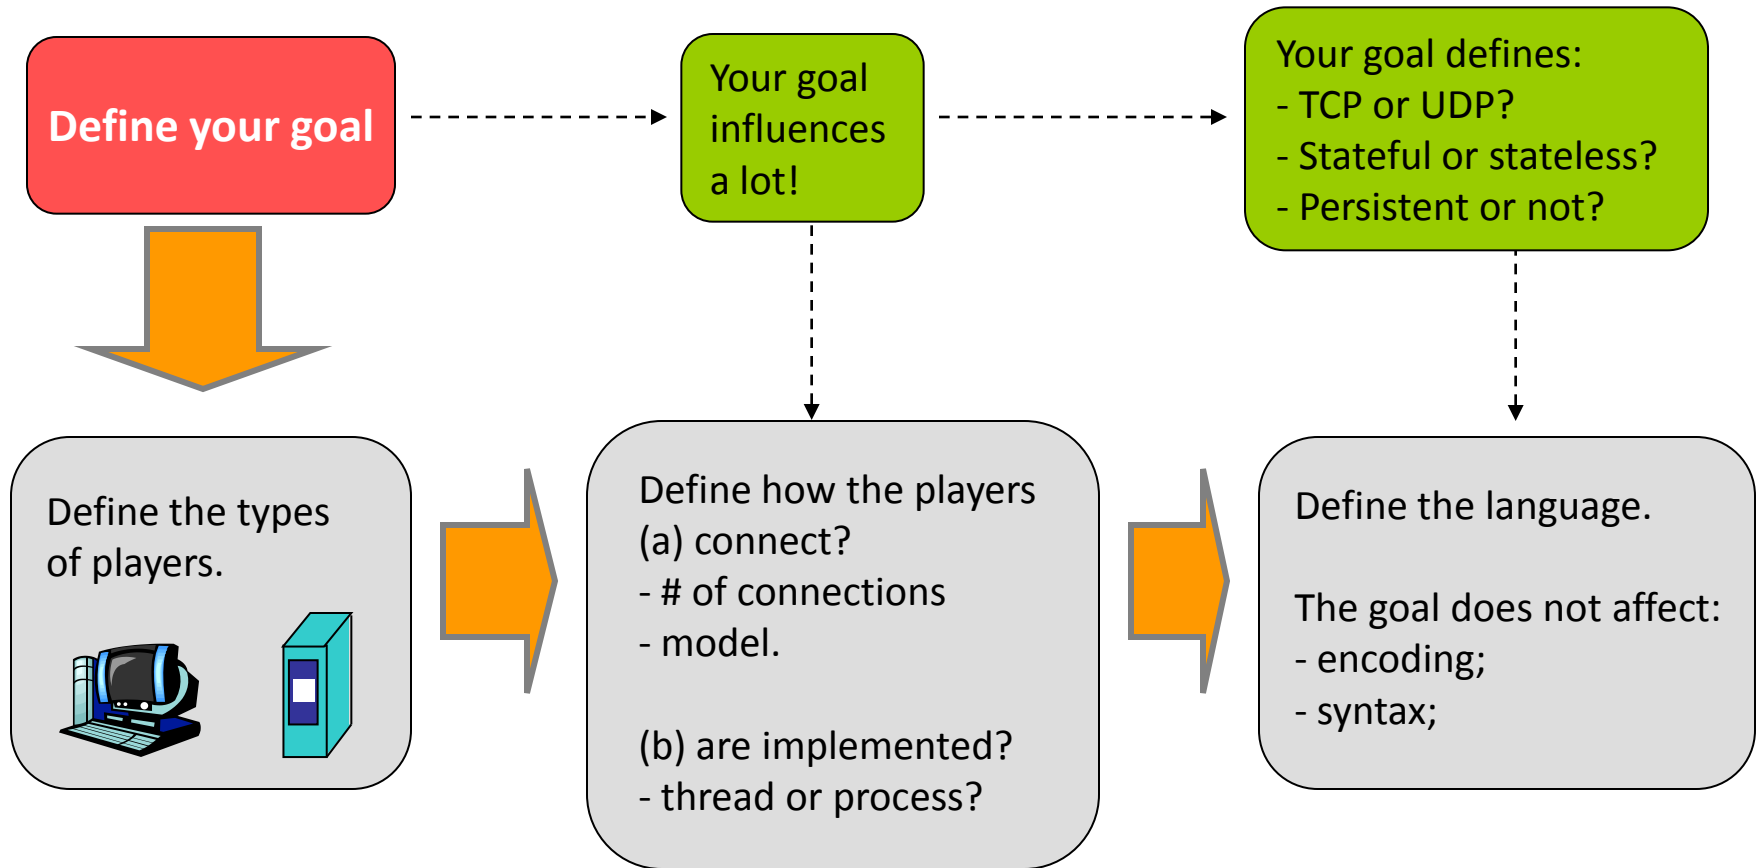 Define your goal
Your goal
influences
a lot!
Your goal defines:
- TCP or UDP?
- Stateful or stateless?
- Persistent or not?
Define the types
of players.
Define how the players
(a) connect?
- # of connections
- model.
(b) are implemented?
- thread or process?
Define the language.
The goal does not affect:
- encoding;
- syntax;